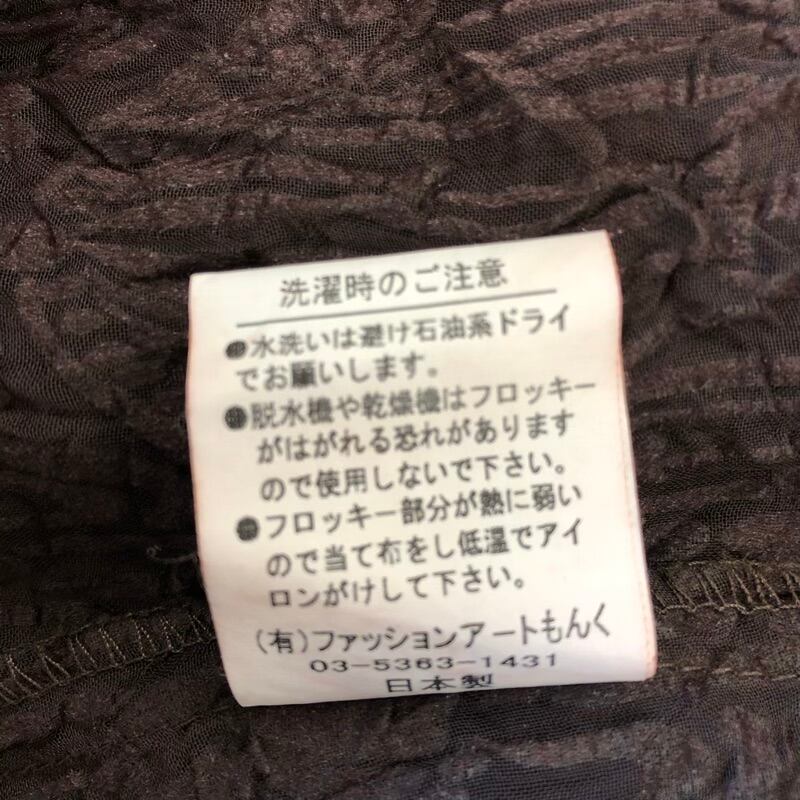 洗濯時のご注意
●水洗いは避け石油系ドライ
でお願いします。
●脱水機や乾燥機はフロッキー
がはがれる恐れがあります
ので使用しないで下さい。
●フロッキー部分が熱に弱い
ので当て布をし低温でアイ
ロンがけして下さい。
(有)ファッションアートもんく
03-5363-1431
日本製